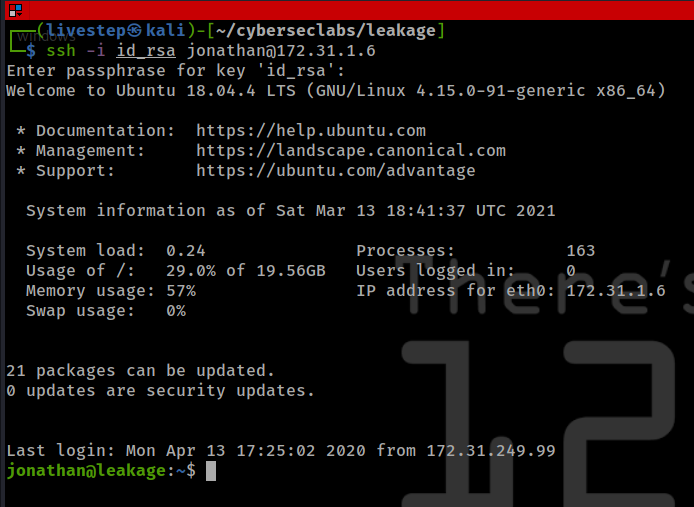 ┌──(livestep㉿kali)-[~/cyberseclabs/leakage]
windows
└─$ ssh -i id_rsa jonathan@172.31.1.6
Enter passphrase for key 'id_rsa':
Welcome to Ubuntu 18.04.4 LTS (GNU/Linux 4.15.0-91-generic x86_64)
* Documentation:  https://help.ubuntu.com
* Management:     https://landscape.canonical.com
* Support:        https://ubuntu.com/advantage
System information as of Sat Mar 13 18:41:37 UTC 2021
System load:  0.24                Processes:           163
Usage of /:   29.0% of 19.56GB   Users logged in:     0
Memory usage: 57%                IP address for eth0: 172.31.1.6
Swap usage:   0%
There's
12
21 packages can be updated.
0 updates are security updates.
Last login: Mon Apr 13 17:25:02 2020 from 172.31.249.99
jonathan@leakage:~$